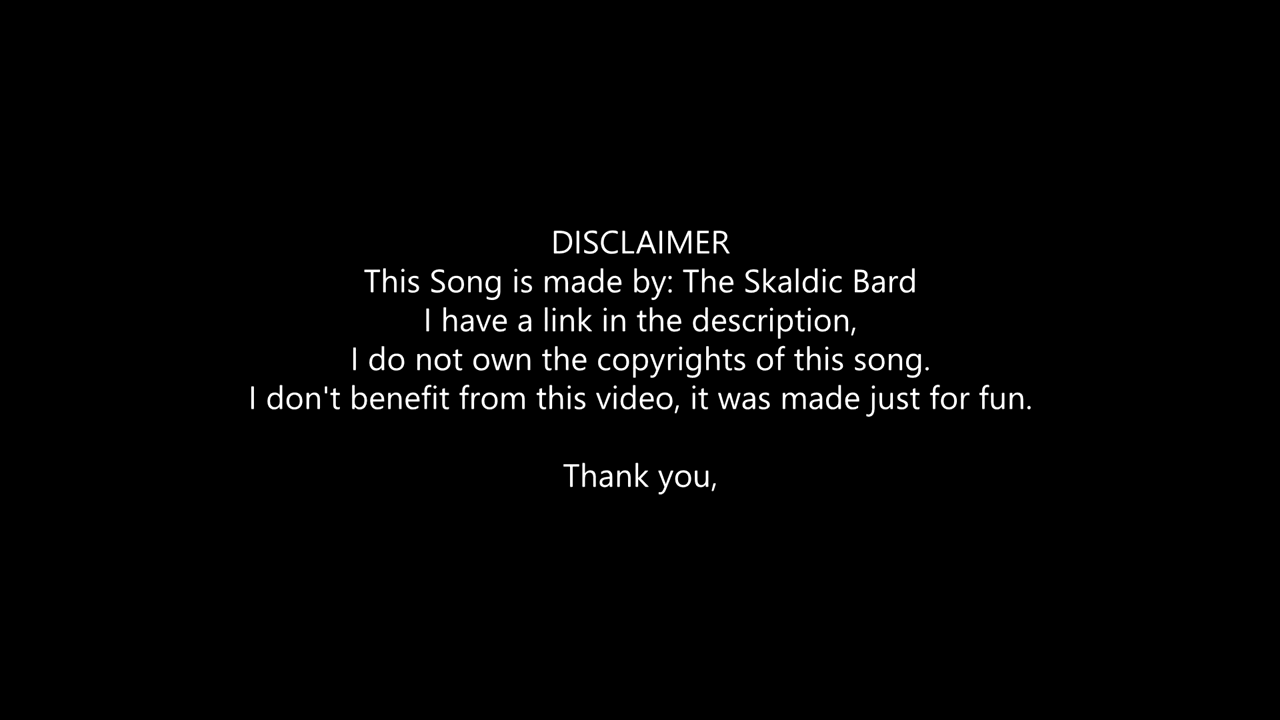 DISCLAIMER
This Song is made by: The Skaldic Bard
I have a link in the description,
I do not own the copyrights of this song.
I don't benefit from this video, it was made just for fun.
Thank you,